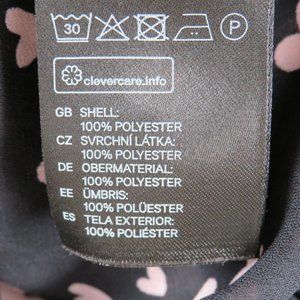 30 P
clevercare.info
GB SHELL:
100% POLYESTER
CZ SVRCHNÍ LÁTKA:
100% POLYESTER
DE OBERMATERIAL:
100% POLYESTER
EE ÜMBRIS:
100% POLÜESTER
ES TELA EXTERIOR:
100% POLIÉSTER